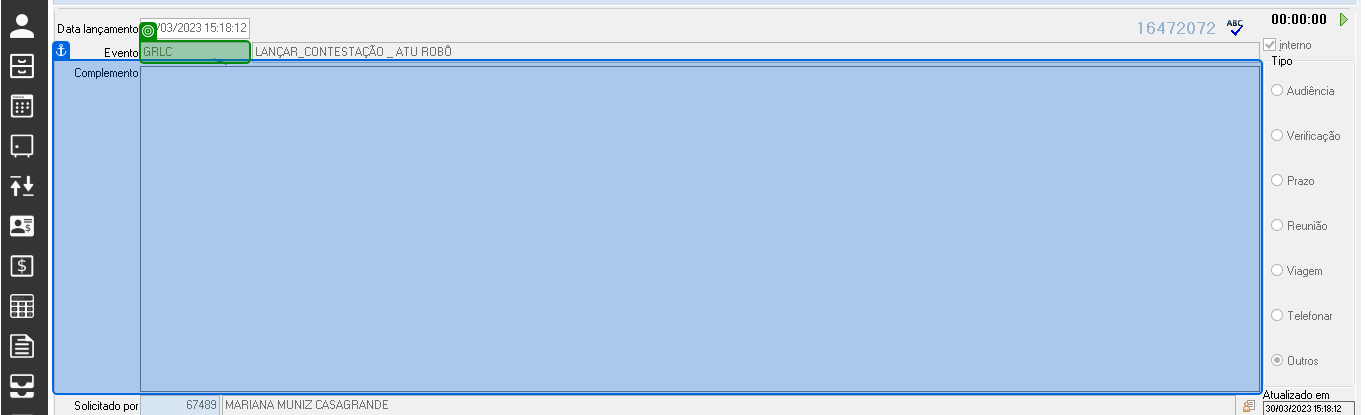 Data lançamento /03/2023 15:18:12 16472072 ABC 00:00:00
Evento GRLC LANÇAR_CONTESTAÇÃO _ ATU ROBÔ interno
Complemento
Tipo
Audiência
Verificação
Prazo
Reunião
Viagem
Telefonar
Outros
Solicitado por 67489 MARIANA MUNIZ CASAGRANDE
Atualizado em
30/03/2023 15:18:12